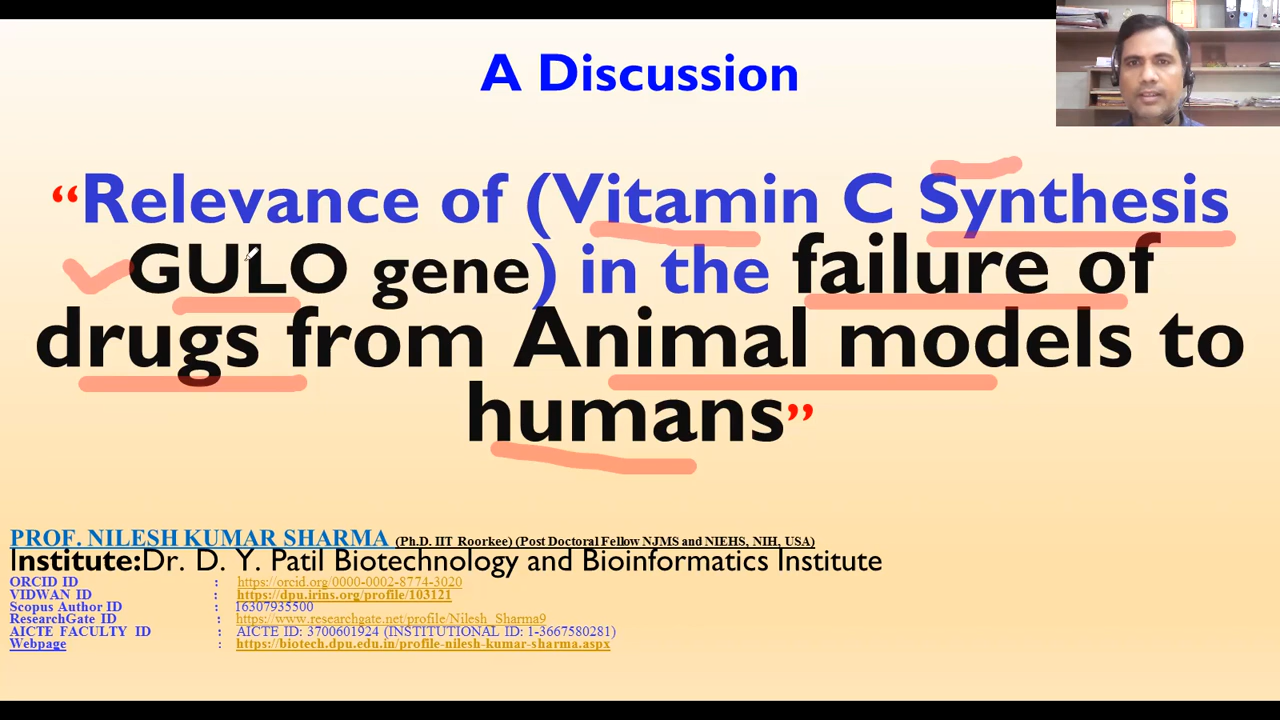 A Discussion
“Relevance of (Vitamin C Synthesis
GULO gene) in the failure of
drugs from Animal models to
humans”
PROF. NILESH KUMAR SHARMA (Ph.D. IIT Roorkee) (Post Doctoral Fellow NJMS and NIEHS, NIH, USA)
Institute:Dr. D. Y. Patil Biotechnology and Bioinformatics Institute
ORCID ID : https://orcid.org/0000-0002-8774-3020
VIDWAN ID : https://dpu.irins.org/profile/103121
Scopus Author ID : 16307935500
ResearchGate ID : https://www.researchgate.net/profile/Nilesh_Sharma9
AICTE FACULTY ID : AICTE ID: 3700601924 (INSTITUTIONAL ID: 1-3667580281)
Webpage : https://biotech.dpu.edu.in/profile-nilesh-kumar-sharma.aspx